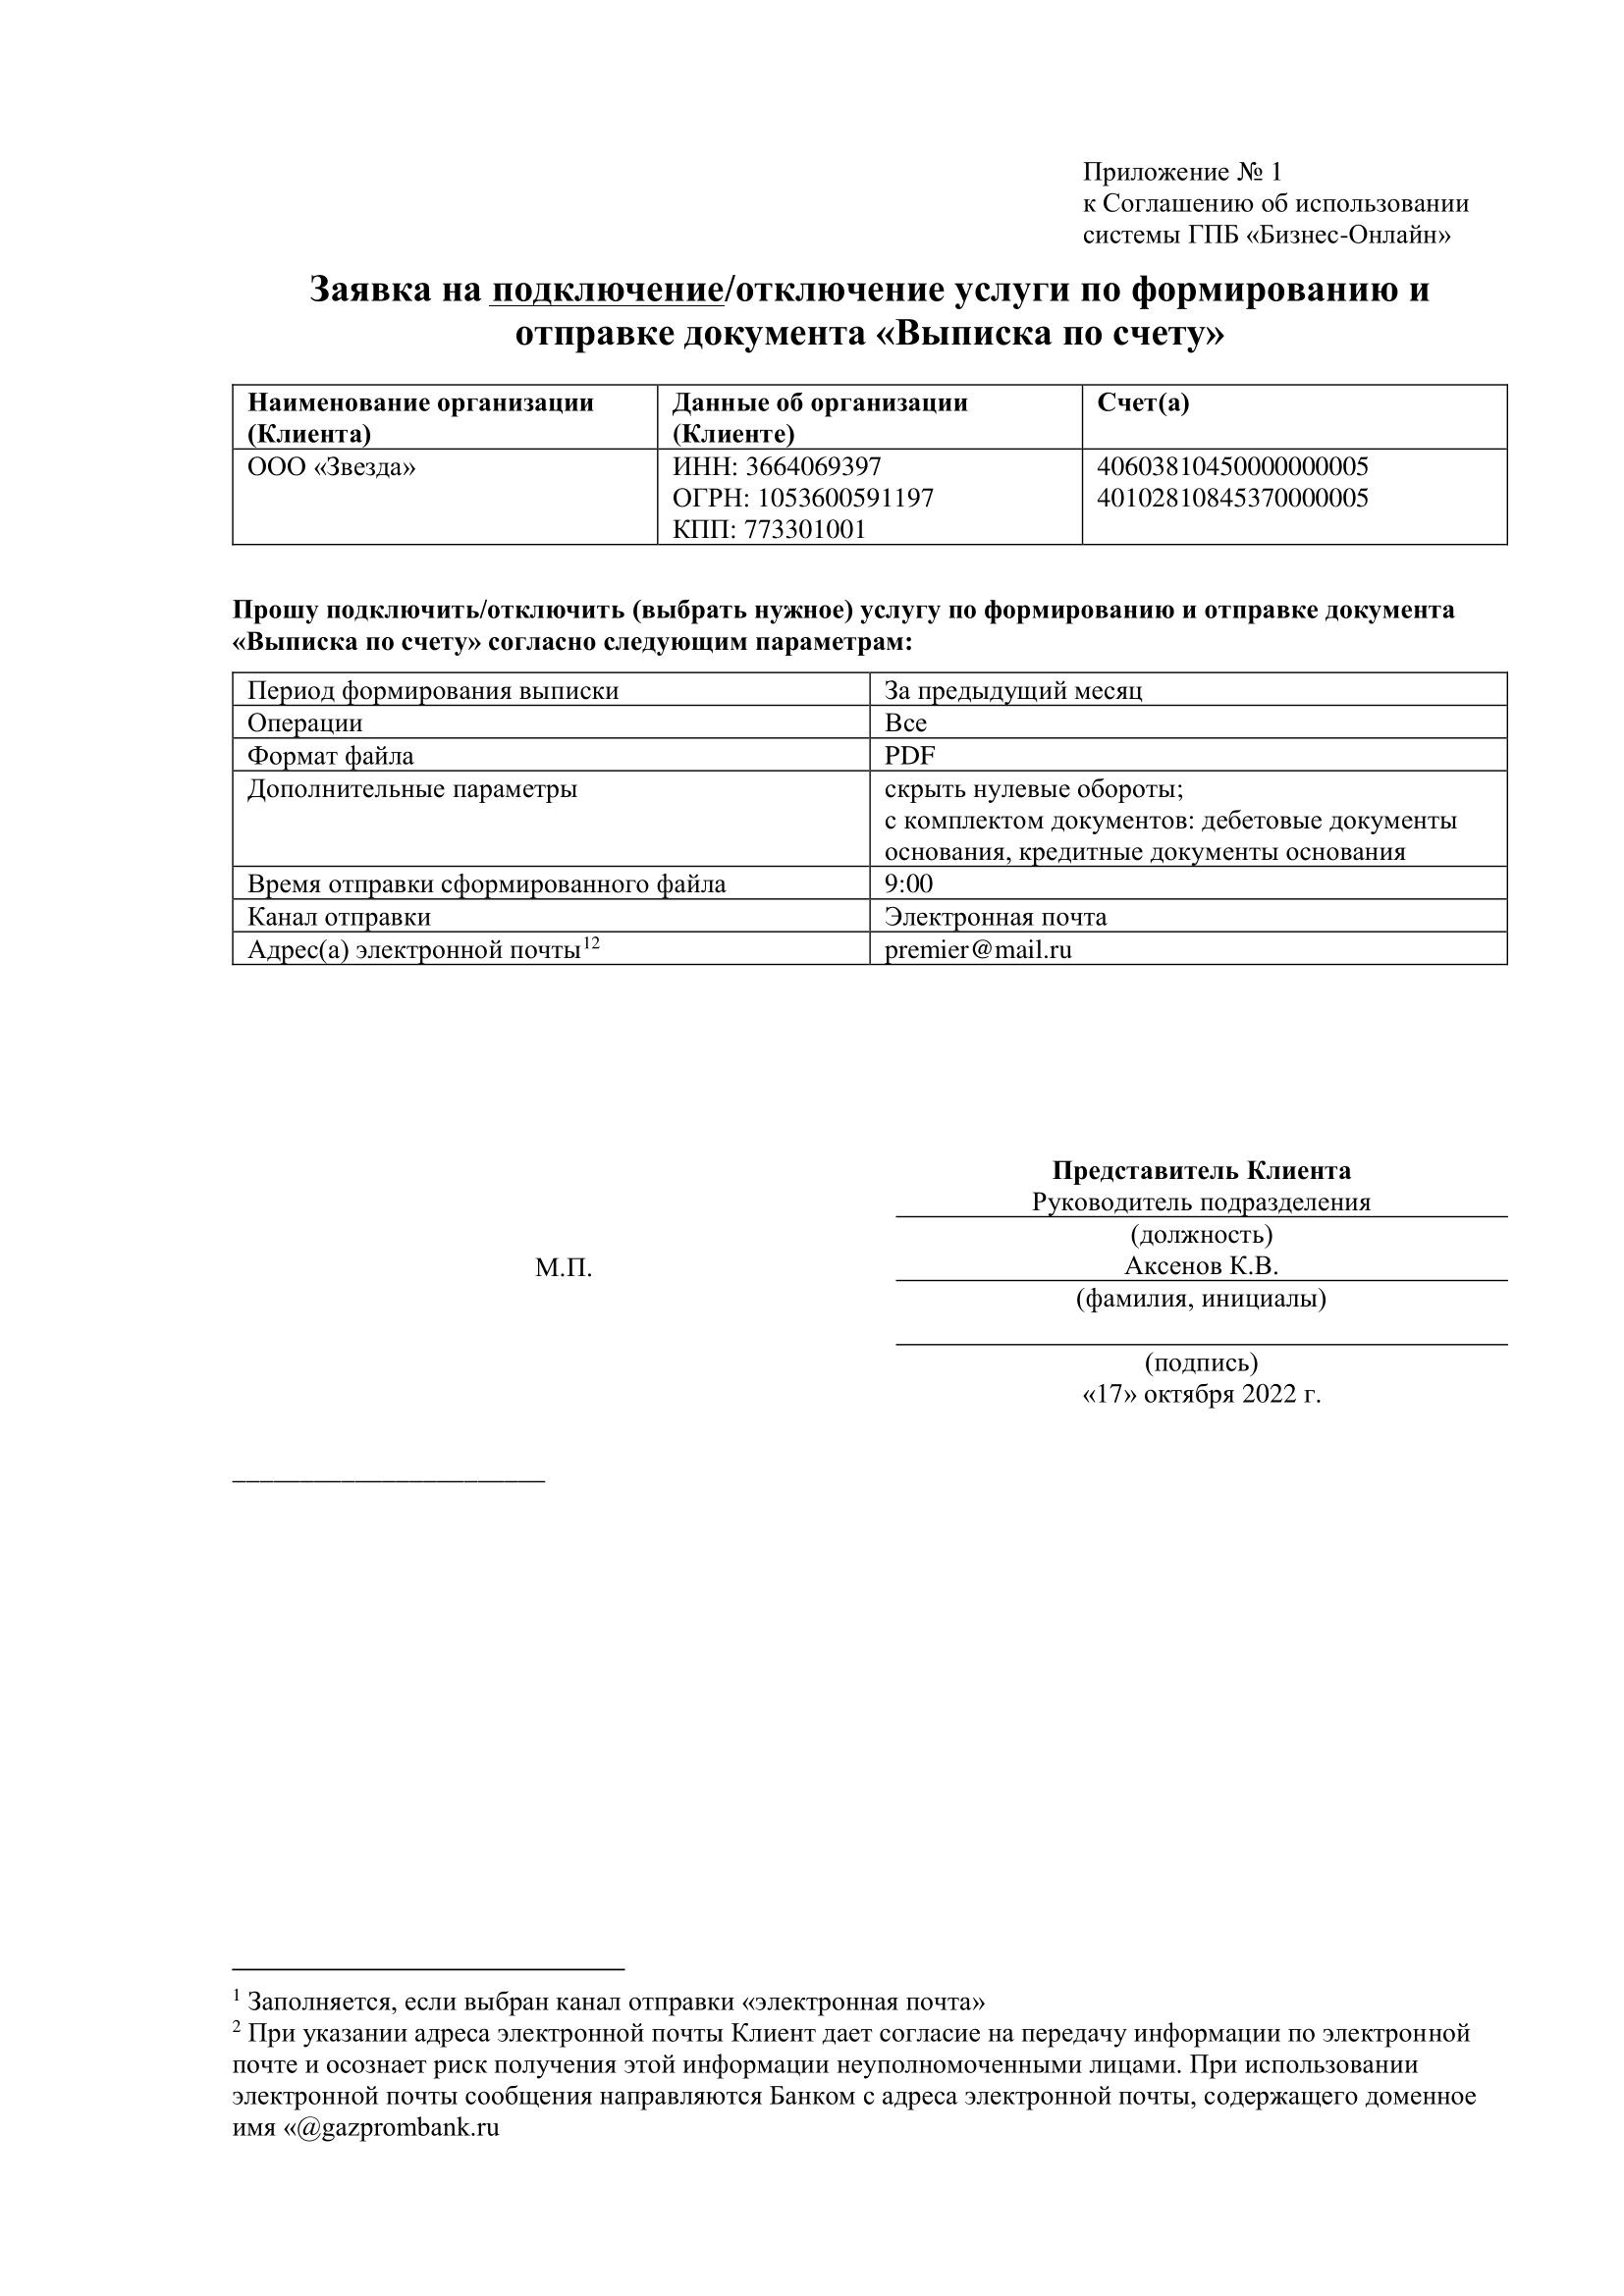 Приложение № 1
к Соглашению об использовании
системы ГПБ «Бизнес-Онлайн»
Заявка на подключение/отключение услуги по формированию и
отправке документа «Выписка по счету»
Наименование организации
(Клиента)
Данные об организации
(Клиенте)
Счет(а)
ООО «Звезда»
ИНН: 3664069397
ОГРН: 1053600591197
КПП: 773301001
40603810450000000005
40102810845370000005
Прошу подключить/отключить (выбрать нужное) услугу по формированию и отправке документа
«Выписка по счету» согласно следующим параметрам:
Период формирования выписки
За предыдущий месяц
Операции
Все
Формат файла
PDF
Дополнительные параметры
скрыть нулевые обороты;
с комплектом документов: дебетовые документы
основания, кредитные документы основания
Время отправки сформированного файла
9:00
Канал отправки
Электронная почта
Адрес(а) электронной почты¹²
premier@mail.ru
Представитель Клиента
Руководитель подразделения
(должность)
М.П.
Аксенов К.В.
(фамилия, инициалы)
(подпись)
«17» октября 2022 г.
¹ Заполняется, если выбран канал отправки «электронная почта»
² При указании адреса электронной почты Клиент дает согласие на передачу информации по электронной
почте и осознает риск получения этой информации неуполномоченными лицами. При использовании
электронной почты сообщения направляются Банком с адреса электронной почты, содержащего доменное
имя «@gazprombank.ru